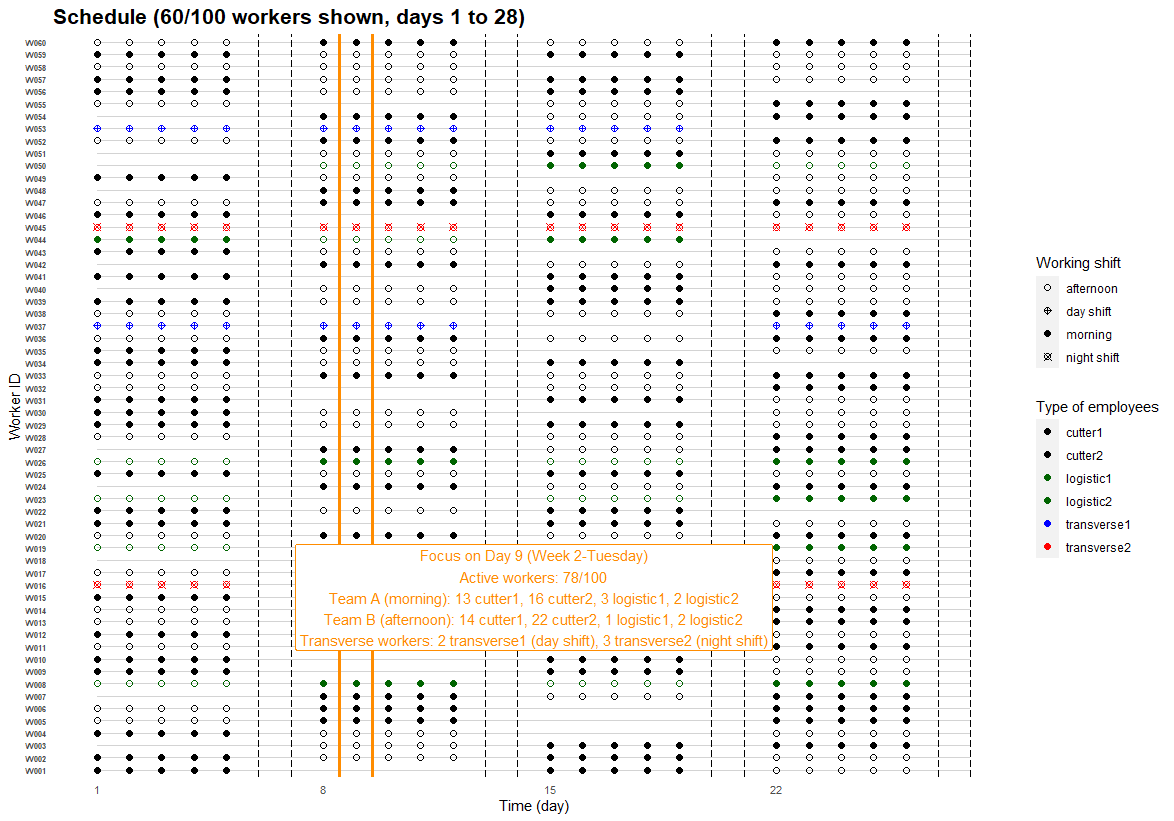 Schedule (60/100 workers shown, days 1 to 28)
Worker ID
W060
W059
W058
W057
W056
W055
W054
W053
W052
W051
W050
W049
W048
W047
W046
W045
W044
W043
W042
W041
W040
W039
W038
W037
W036
W035
W034
W033
W032
W031
W030
W029
W028
W027
W026
W025
W024
W023
W022
W021
W020
W019
W018
W017
W016
W015
W014
W013
W012
W011
W010
W009
W008
W007
W006
W005
W004
W003
W002
W001
Focus on Day 9 (Week 2-Tuesday)
Active workers: 78/100
Team A (morning): 13 cutter1, 16 cutter2, 3 logistic1, 2 logistic2
Team B (afternoon): 14 cutter1, 22 cutter2, 1 logistic1, 2 logistic2
Transverse workers: 2 transverse1 (day shift), 3 transverse2 (night shift)
1 8 15 22
Time (day)
Working shift
afternoon
day shift
morning
night shift
Type of employees
cutter1
cutter2
logistic1
logistic2
transverse1
transverse2